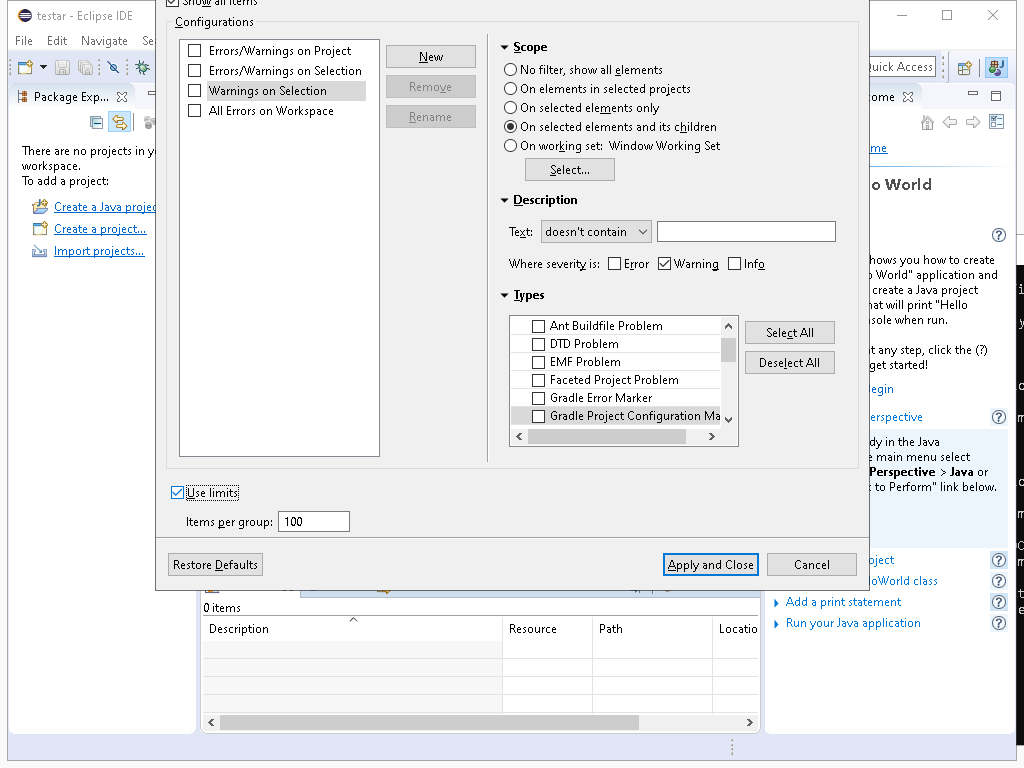 testar - Eclipse IDE
Show all items
File Edit Navigate Se
Configurations
Errors/Warnings on Project
Errors/Warnings on Selection
Warnings on Selection
All Errors on Workspace
New
Remove
Rename
Scope
No filter, show all elements
On elements in selected projects
On selected elements only
On selected elements and its children
On working set: Window Working Set
Select...
Description
Text: doesn't contain
Where severity is: Error Warning Info
Types
Ant Buildfile Problem
DTD Problem
EMF Problem
Faceted Project Problem
Gradle Error Marker
Gradle Project Configuration Ma
Select All
Deselect All
Use limits
Items per group: 100
Restore Defaults
Apply and Close
Cancel
Package Exp...
There are no projects in y
workspace.
To add a project:
Create a Java projec
Create a project...
Import projects...
0 items
Description Resource Path Locatio
Quick Access
ome
me
o World
hows you how to create
o World" application and
create a Java project
hat will print "Hello
sole when run.
t any step, click the (?)
get started!
egin
erspective
dy in the Java
e main menu select
Perspective > Java or
k to Perform" link below.
oject
oWorld class
Add a print statement
Run your Java application